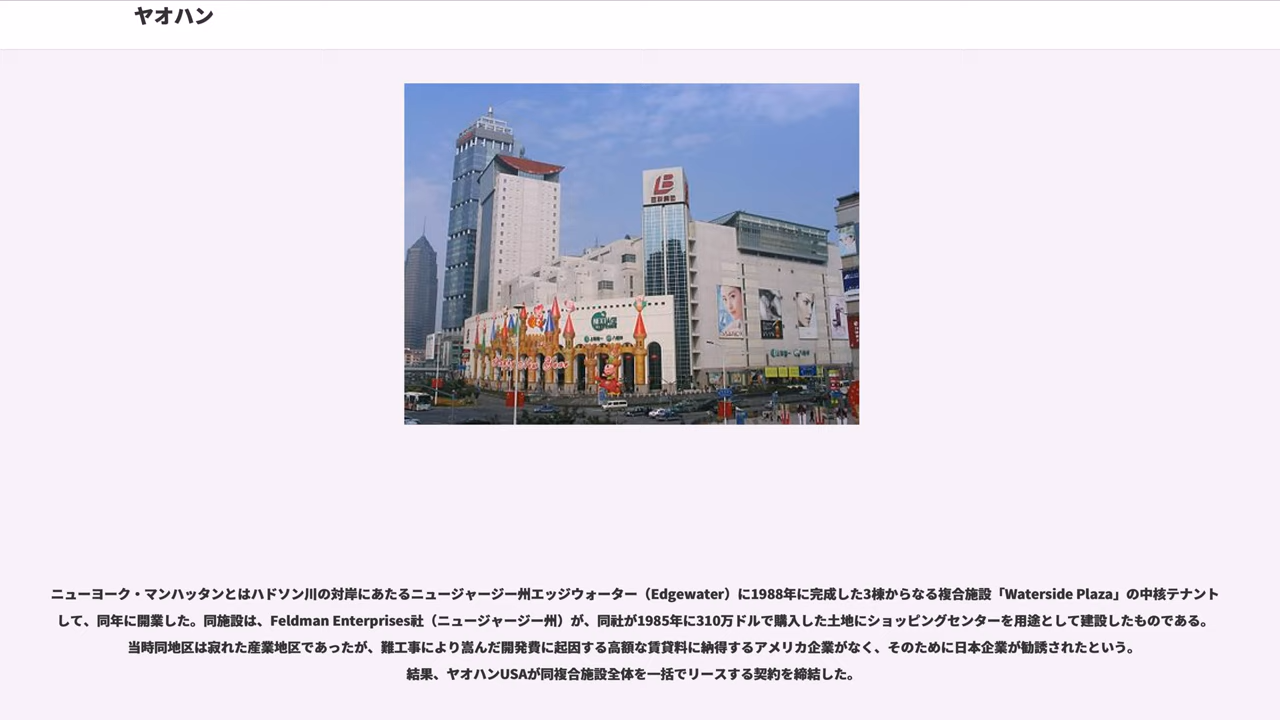 ヤオハン
ニューヨーク・マンハッタンとはハドソン川の対岸にあたるニュージャージー州エッジウォーター（Edgewater）に1988年に完成した3棟からなる複合施設「Waterside Plaza」の中核テナント
して、同年に開業した。同施設は、Feldman Enterprises社（ニュージャージー州）が、同社が1985年に310万ドルで購入した土地にショッピングセンターを用途として建設したものである。
当時同地区は寂れた産業地区であったが、難工事により嵩んだ開発費に起因する高額な賃貸料に納得するアメリカ企業がなく、そのために日本企業が勧誘されたという。
結果、ヤオハンUSAが同複合施設全体を一括でリースする契約を締結した。